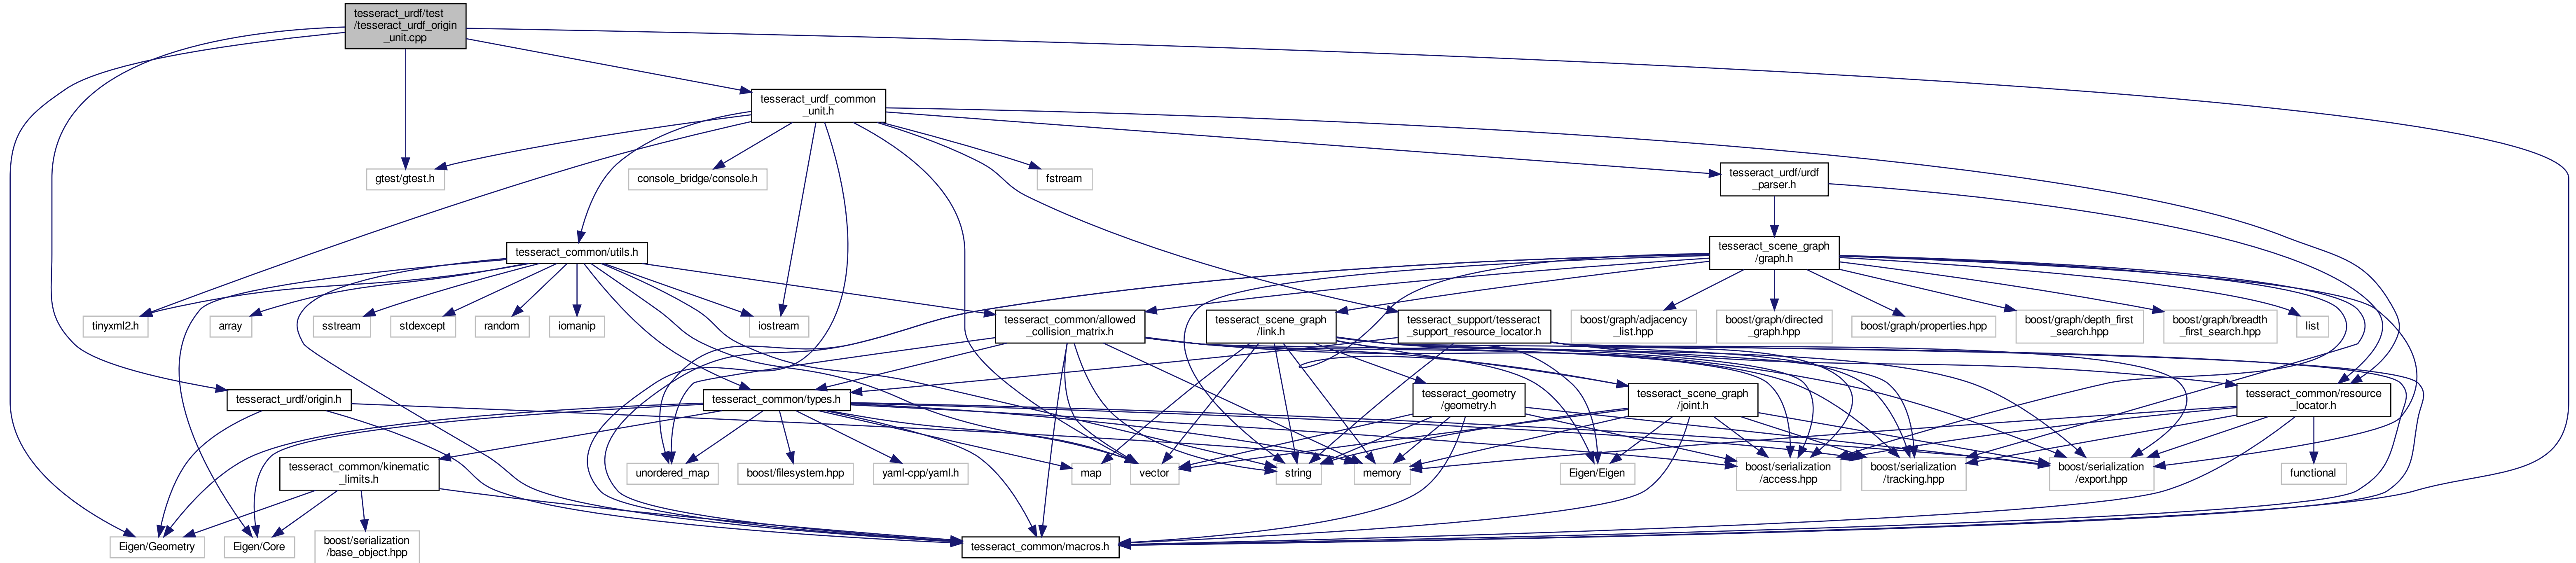 tesseract_urdf/test
/tesseract_urdf_origin
_unit.cpp
tesseract_urdf_common
_unit.h
gtest/gtest.h
console_bridge/console.h
fstream
tesseract_urdf/urdf
_parser.h
tesseract_common/utils.h
tesseract_scene_graph
/graph.h
tinyxml2.h
array
sstream
stdexcept
random
iomanip
iostream
tesseract_common/allowed
_collision_matrix.h
tesseract_scene_graph
/link.h
tesseract_support/tesseract
_support_resource_locator.h
boost/graph/adjacency
_list.hpp
boost/graph/directed
_graph.hpp
boost/graph/properties.hpp
boost/graph/depth_first
_search.hpp
boost/graph/breadth
_first_search.hpp
list
tesseract_urdf/origin.h
tesseract_common/types.h
tesseract_geometry
/geometry.h
tesseract_scene_graph
/joint.h
tesseract_common/resource
_locator.h
tesseract_common/kinematic
_limits.h
unordered_map
boost/filesystem.hpp
yaml-cpp/yaml.h
map
vector
string
memory
Eigen/Eigen
boost/serialization
/access.hpp
boost/serialization
/tracking.hpp
boost/serialization
/export.hpp
functional
Eigen/Geometry
Eigen/Core
boost/serialization
/base_object.hpp
tesseract_common/macros.h